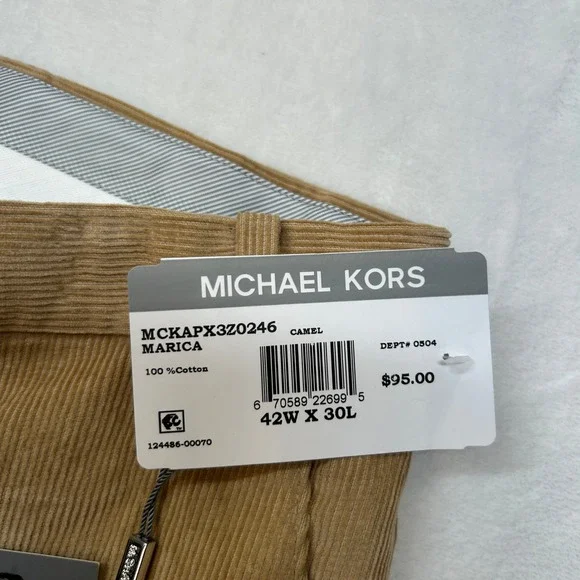 MICHAEL KORS
MCKAPX3Z0246 CAMEL
MARICA
DEPT# 0504
100 %Cotton
$95.00
6 70589 22699 5
42W X 30L
124486-00070